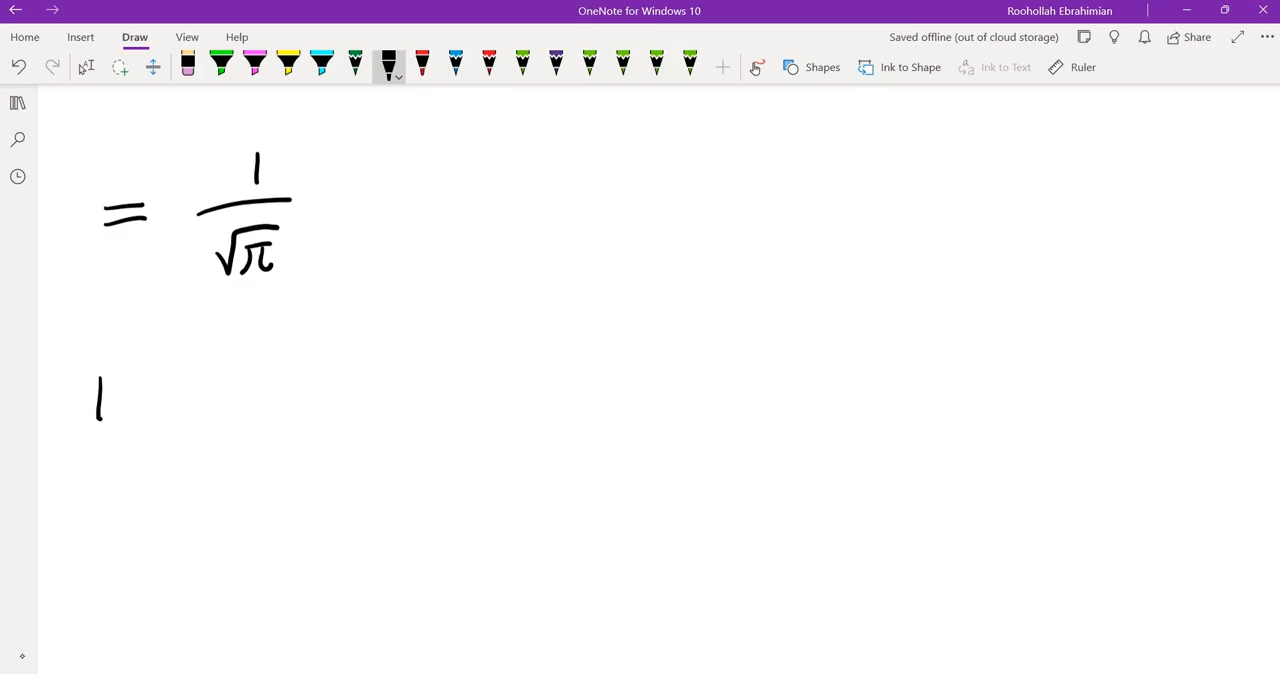 OneNote for Windows 10
Roohollah Ebrahimian
Home Insert Draw View Help
Saved offline (out of cloud storage) Share
Shapes Ink to Shape Ink to Text Ruler
= 1/√π
|